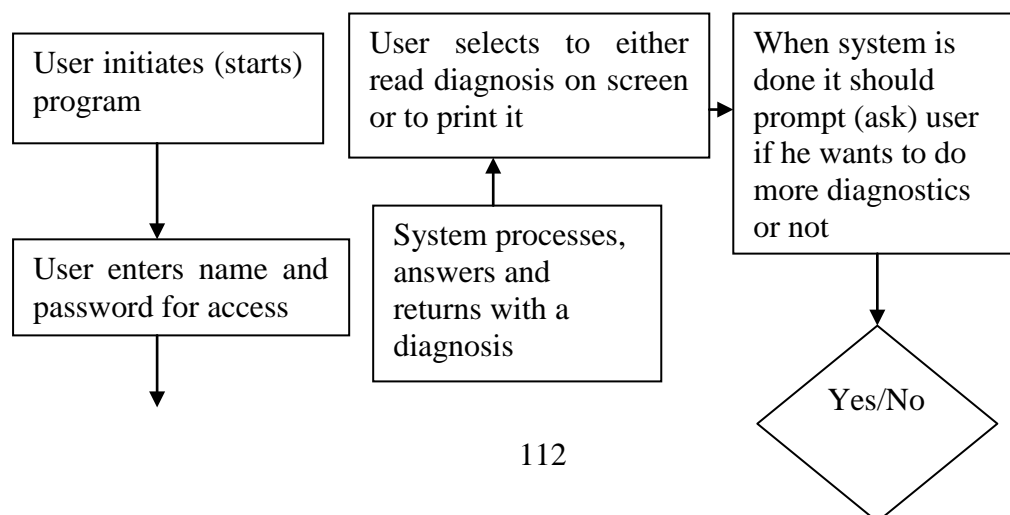 User initiates (starts)
program
User enters name and
password for access
User selects to either
read diagnosis on screen
or to print it
System processes,
answers and
returns with a
diagnosis
When system is
done it should
prompt (ask) user
if he wants to do
more diagnostics
or not
Yes/No
112